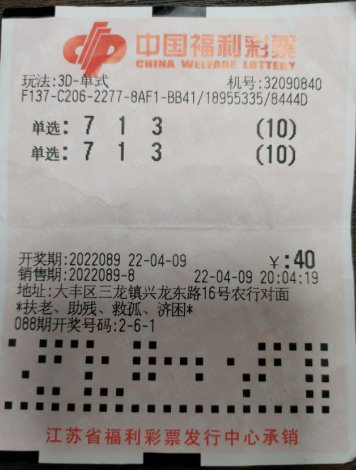 中国福利彩票
CHINA WELFARE LOTTERY
玩法:3D-单式 机号:32090840
F137-C206-2277-8AF1-BB41/18955335/8444D
单选: 7 1 3 (10)
单选: 7 1 3 (10)
开奖期:2022089 22-04-09 ¥:40
销售期:2022089-8 22-04-09 20:04:19
地址:大丰区三龙镇兴龙东路16号农行对面
*扶老、助残、救孤、济困*
088期开奖号码:2-6-1
江苏省福利彩票发行中心承销